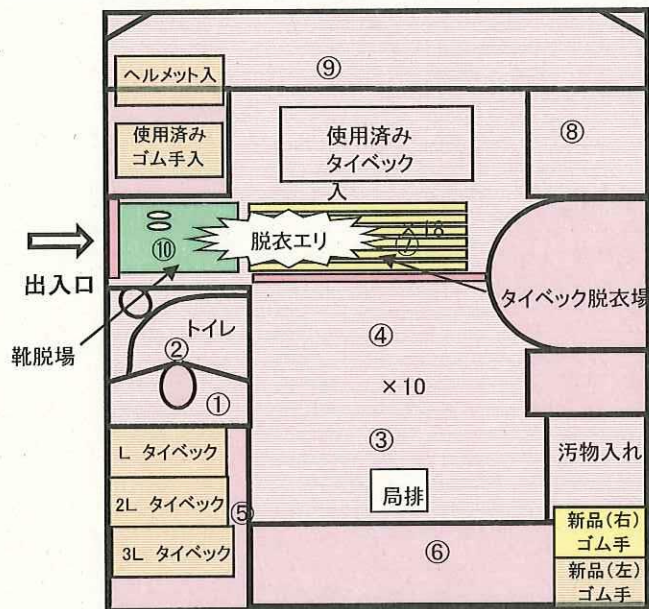 ⑨
ヘルメット入
使用済み
ゴム手入
使用済み
タイベック
入
⑧
脱衣エリ
⑩
出入口
靴脱場
タイベック脱衣場
トイレ
②
①
④
×10
③
局排
L タイベック
2L タイベック
3L タイベック
⑤
⑥
汚物入れ
新品(右)
ゴム手
新品(左)
ゴム手